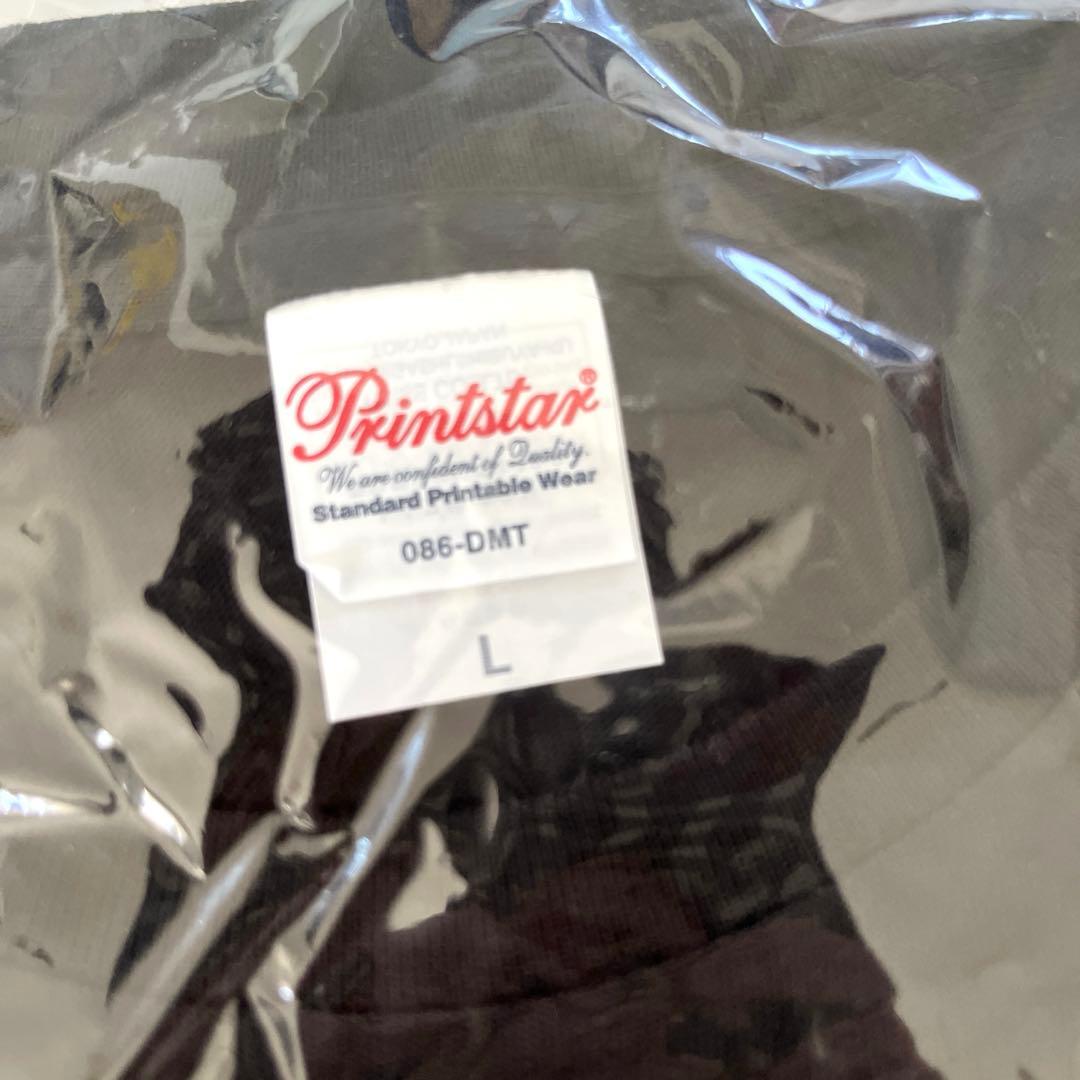 Printstar®
We are confident of Quality.
Standard Printable Wear
086-DMT
L